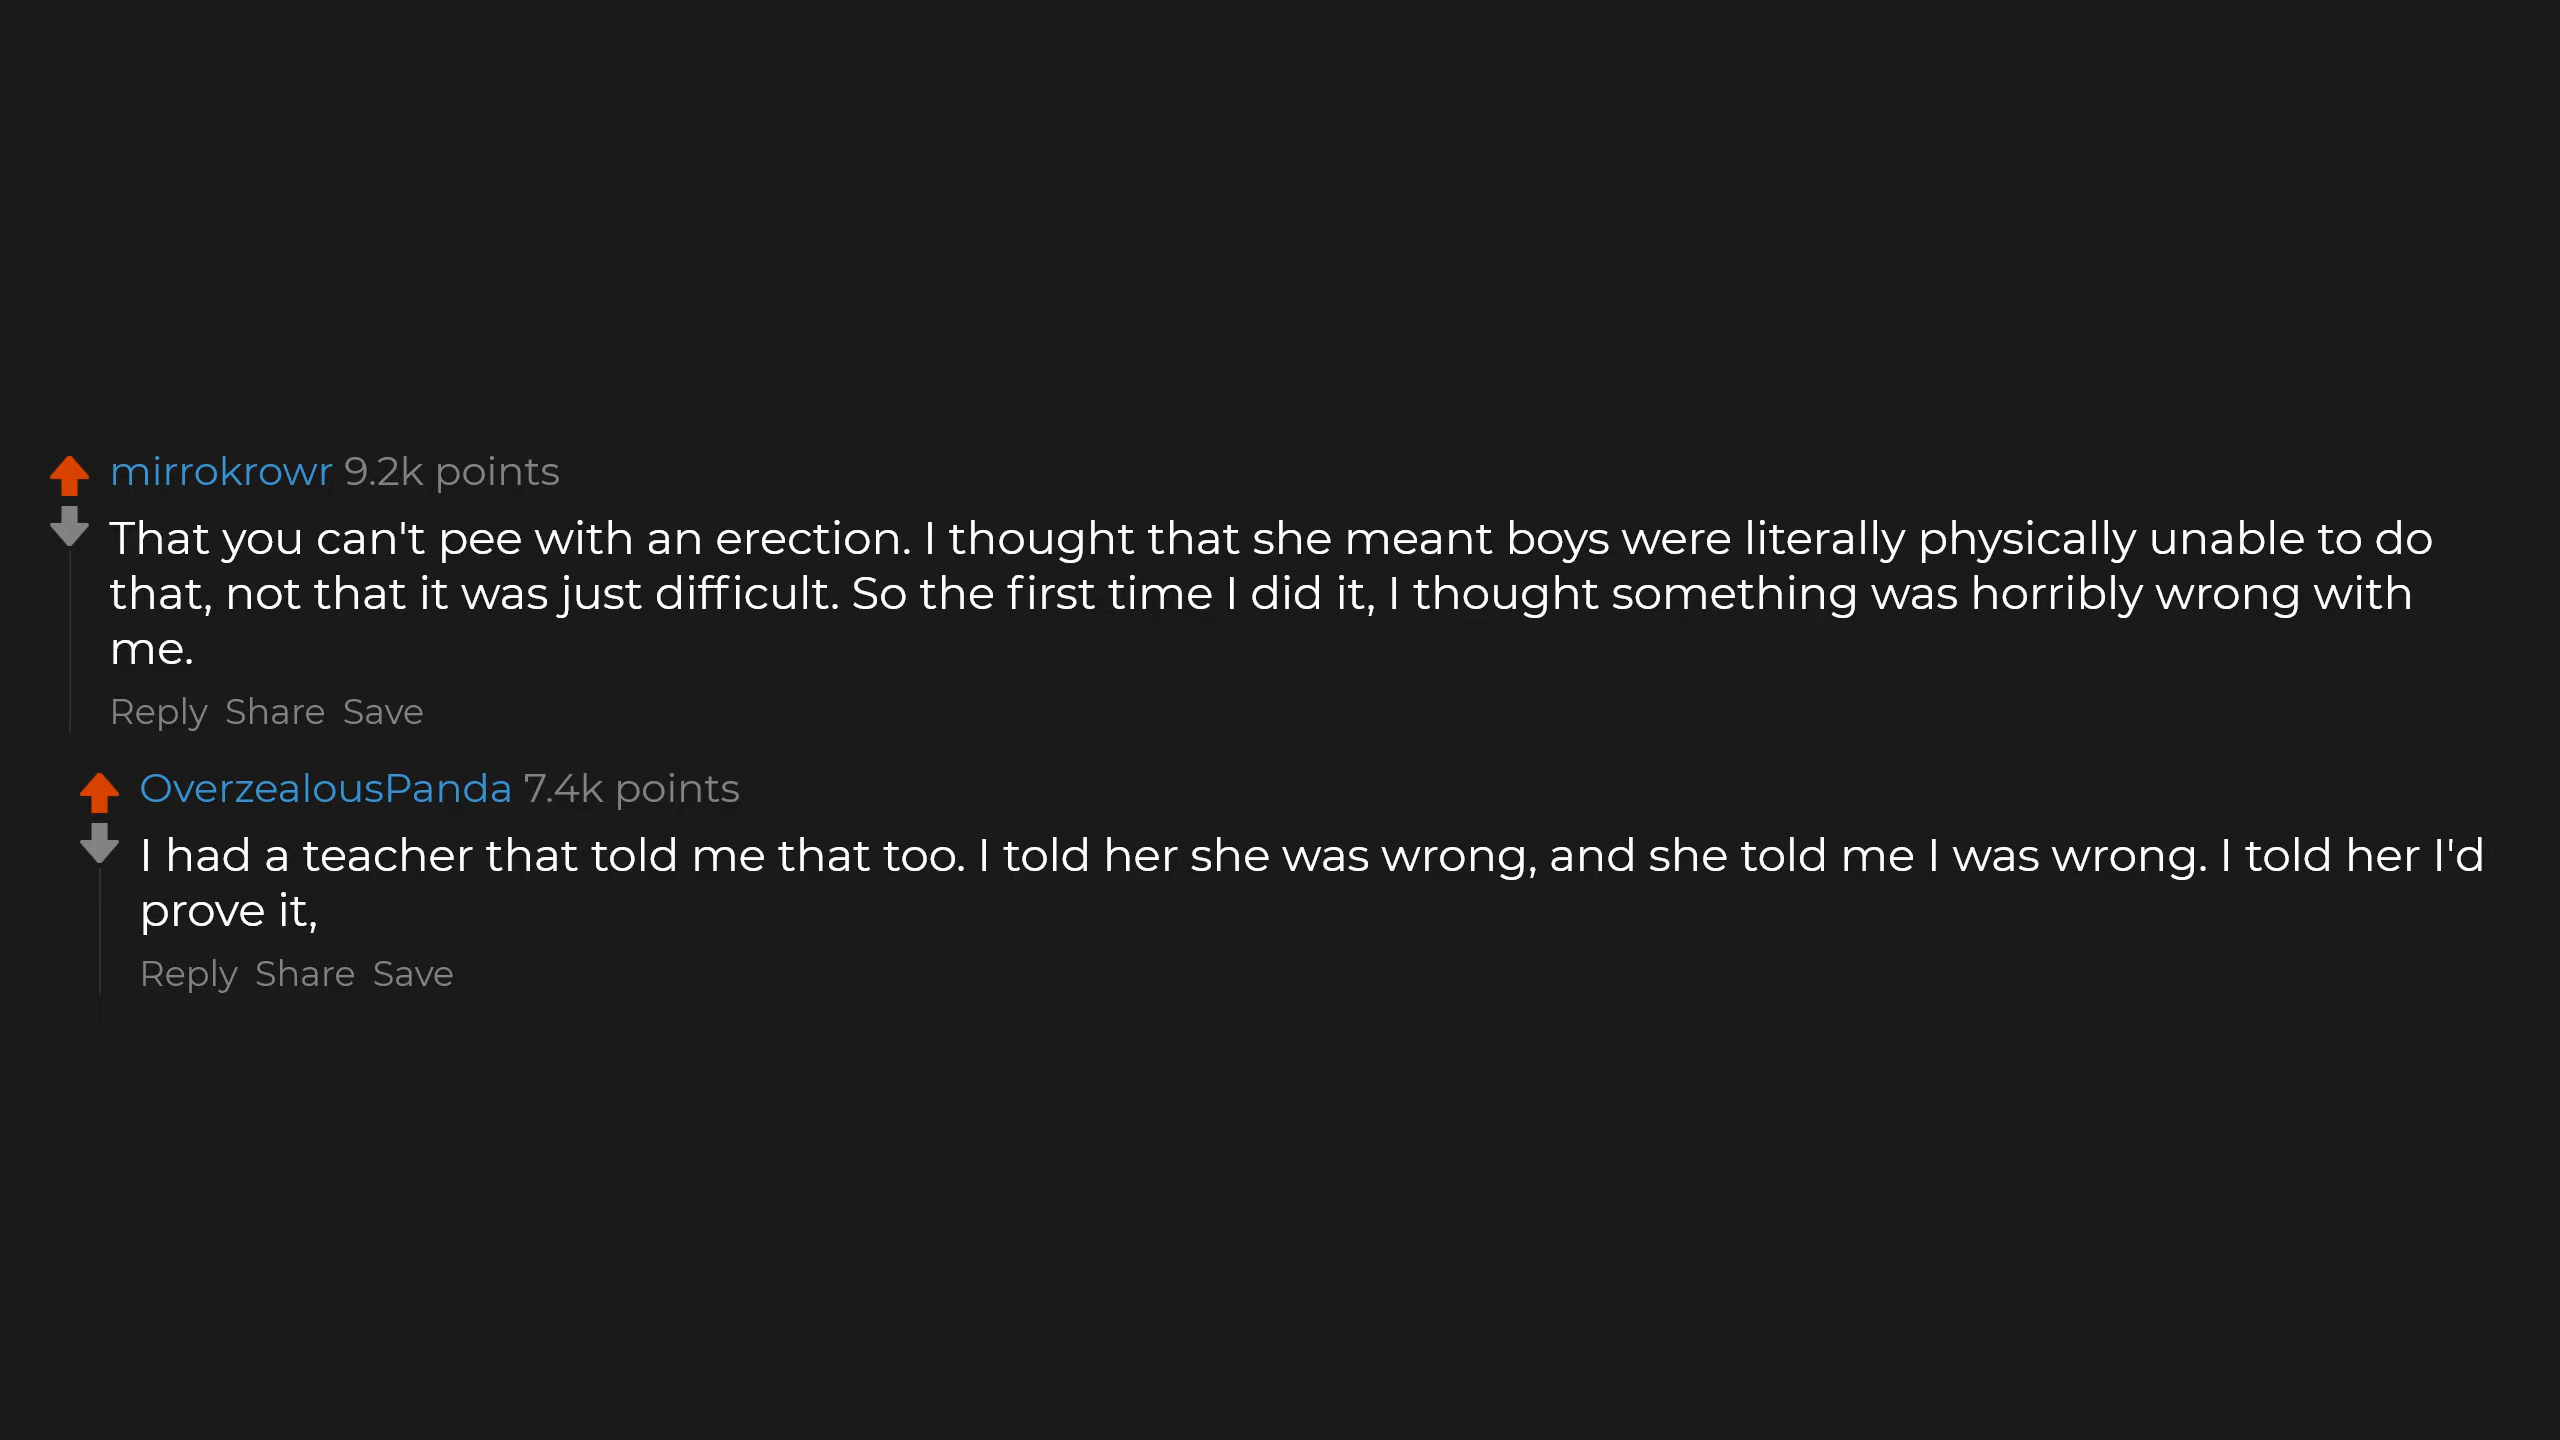 mirrokrowr 9.2k points
That you can't pee with an erection. I thought that she meant boys were literally physically unable to do
that, not that it was just difficult. So the first time I did it, I thought something was horribly wrong with
me.
Reply Share Save
OverzealousPanda 7.4k points
I had a teacher that told me that too. I told her she was wrong, and she told me I was wrong. I told her I'd
prove it,
Reply Share Save